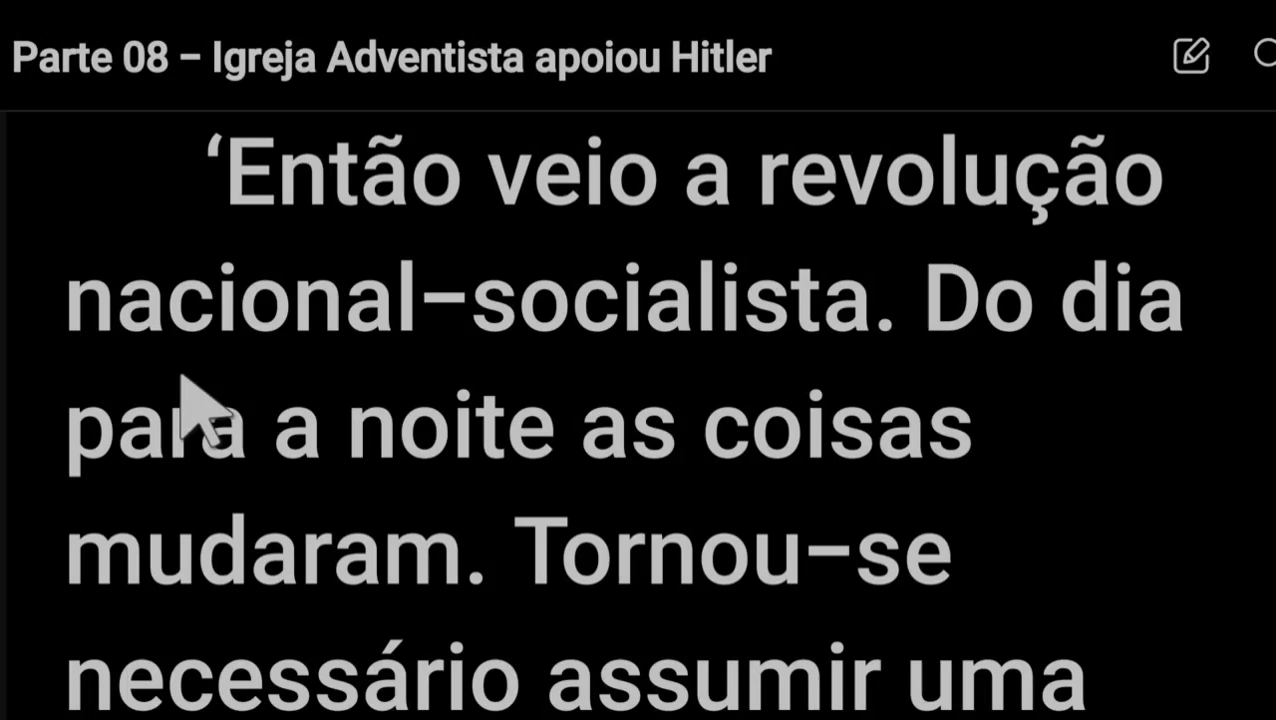 Parte 08 – Igreja Adventista apoiou Hitler
‘Então veio a revolução
nacional–socialista. Do dia
para a noite as coisas
mudaram. Tornou–se
necessário assumir uma